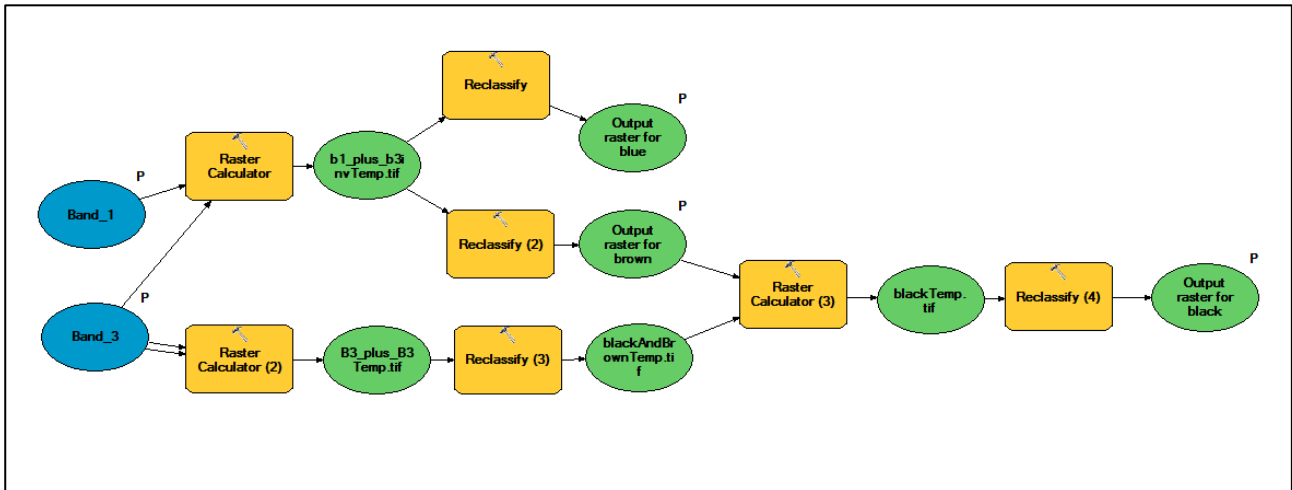 Reclassify
P
Output
raster for
blue
Raster
Calculator
b1_plus_b3i
nvTemp.tif
P
Band_1
P
Reclassify (2)
Output
raster for
brown
P
Raster
Calculator (3)
blackTemp.
tif
Reclassify (4)
P
Output
raster for
black
P
Band_3
Raster
Calculator (2)
B3_plus_B3
Temp.tif
Reclassify (3)
blackAndBr
ownTemp.ti
f